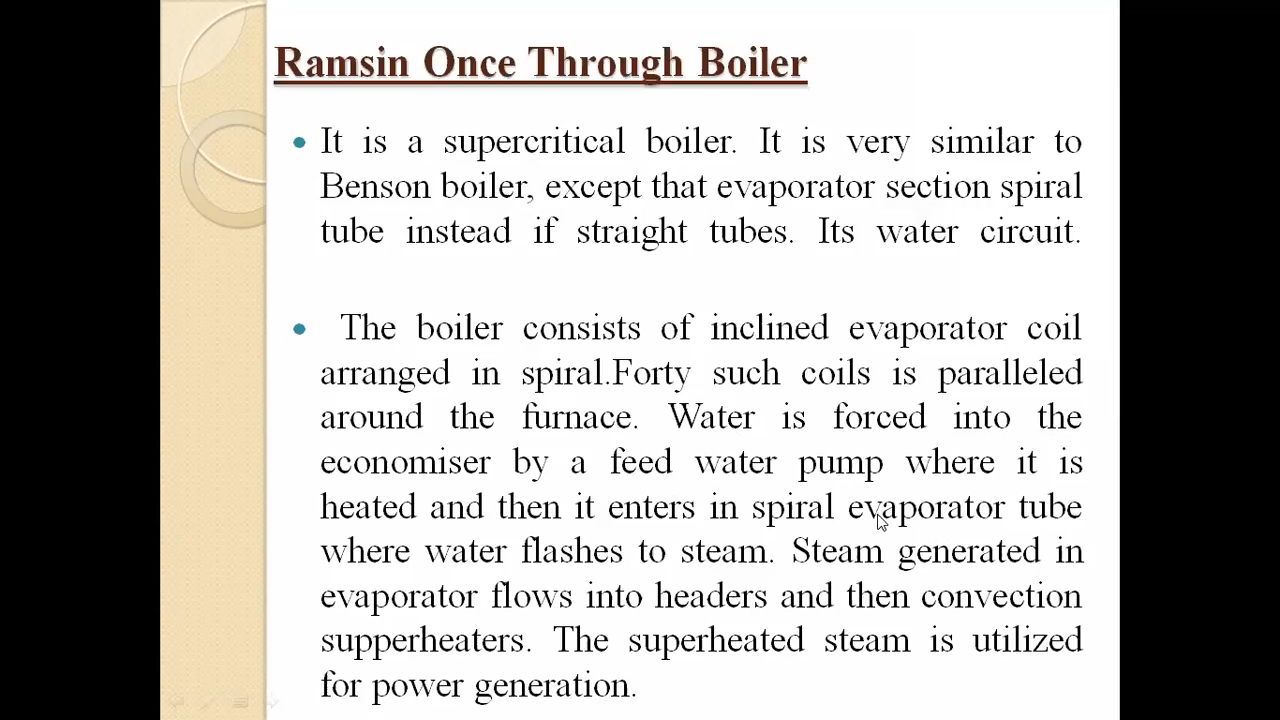 Ramsin Once Through Boiler
It is a supercritical boiler. It is very similar to
Benson boiler, except that evaporator section spiral
tube instead if straight tubes. Its water circuit.
The boiler consists of inclined evaporator coil
arranged in spiral.Forty such coils is paralleled
around the furnace. Water is forced into the
economiser by a feed water pump where it is
heated and then it enters in spiral evaporator tube
where water flashes to steam. Steam generated in
evaporator flows into headers and then convection
supperheaters. The superheated steam is utilized
for power generation.